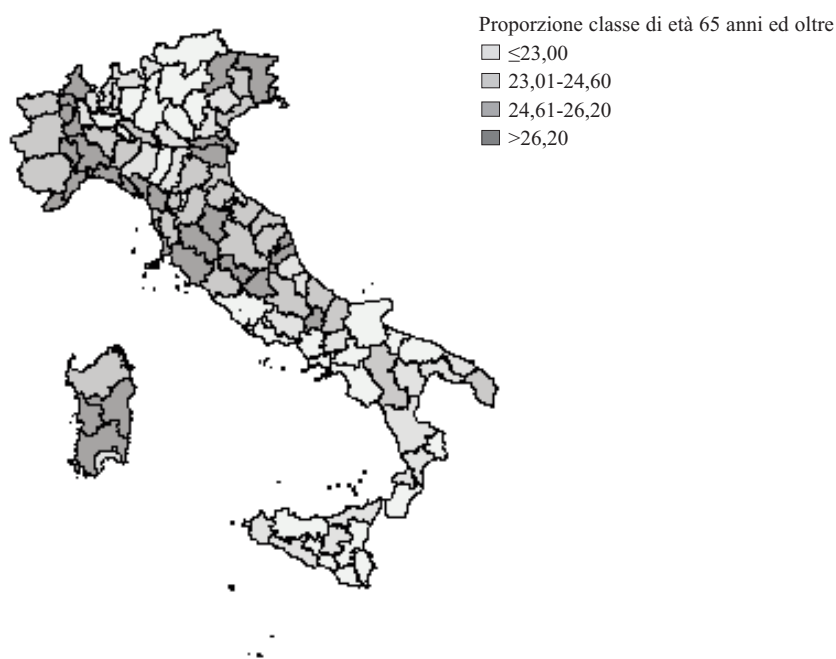 Proporzione classe di età 65 anni ed oltre
≤23,00
23,01-24,60
24,61-26,20
>26,20